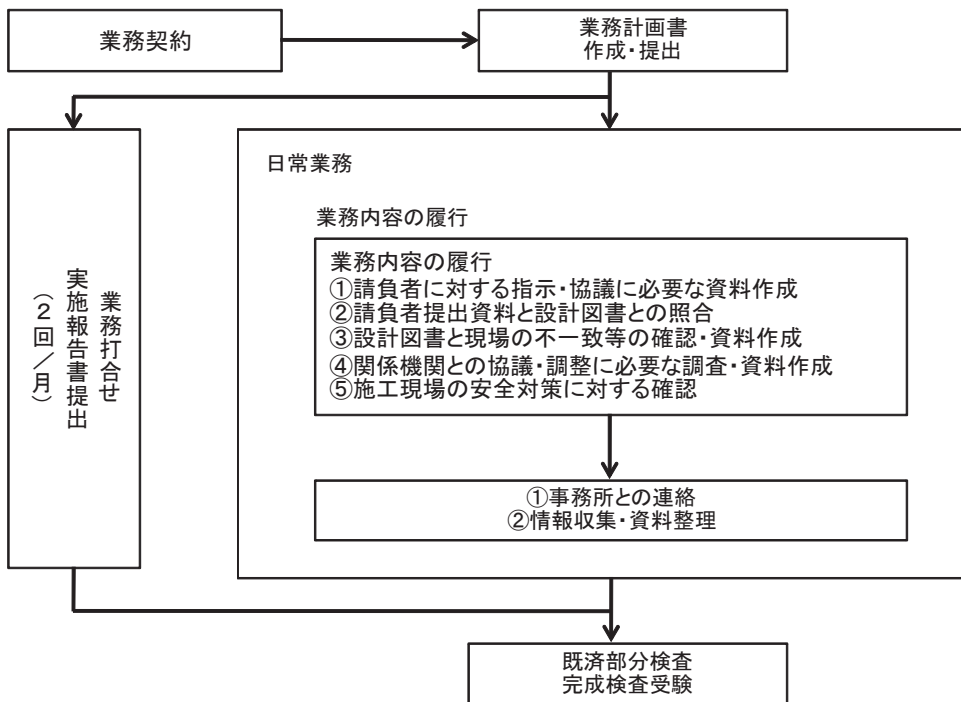 業務契約
業務計画書
作成・提出
業務打合せ
実施報告書提出
（２回／月）
日常業務
業務内容の履行
業務内容の履行
①請負者に対する指示・協議に必要な資料作成
②請負者提出資料と設計図書との照合
③設計図書と現場の不一致等の確認・資料作成
④関係機関との協議・調整に必要な調査・資料作成
⑤施工現場の安全対策に対する確認
①事務所との連絡
②情報収集・資料整理
既済部分検査
完成検査受験